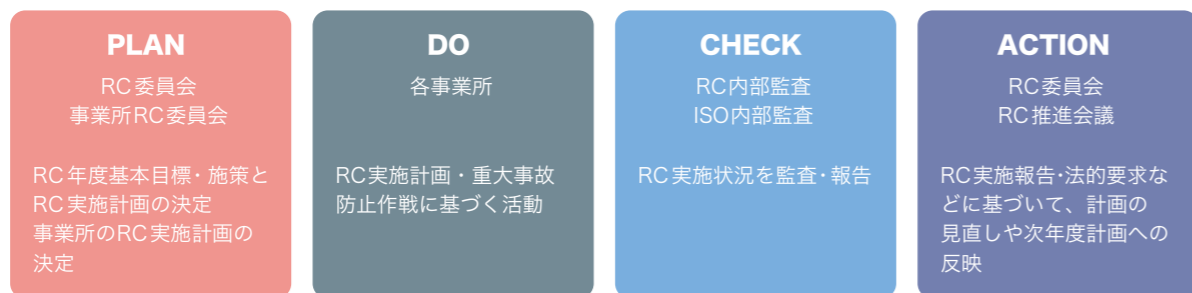 PLAN
RC委員会
事業所RC委員会
RC年度基本目標・施策と
RC実施計画の決定
事業所のRC実施計画の
決定
DO
各事業所
RC実施計画・重大事故
防止作戦に基づく活動
CHECK
RC内部監査
ISO内部監査
RC実施状況を監査・報告
ACTION
RC委員会
RC推進会議
RC実施報告・法的要求な
どに基づいて、計画の
見直しや次年度計画への
反映